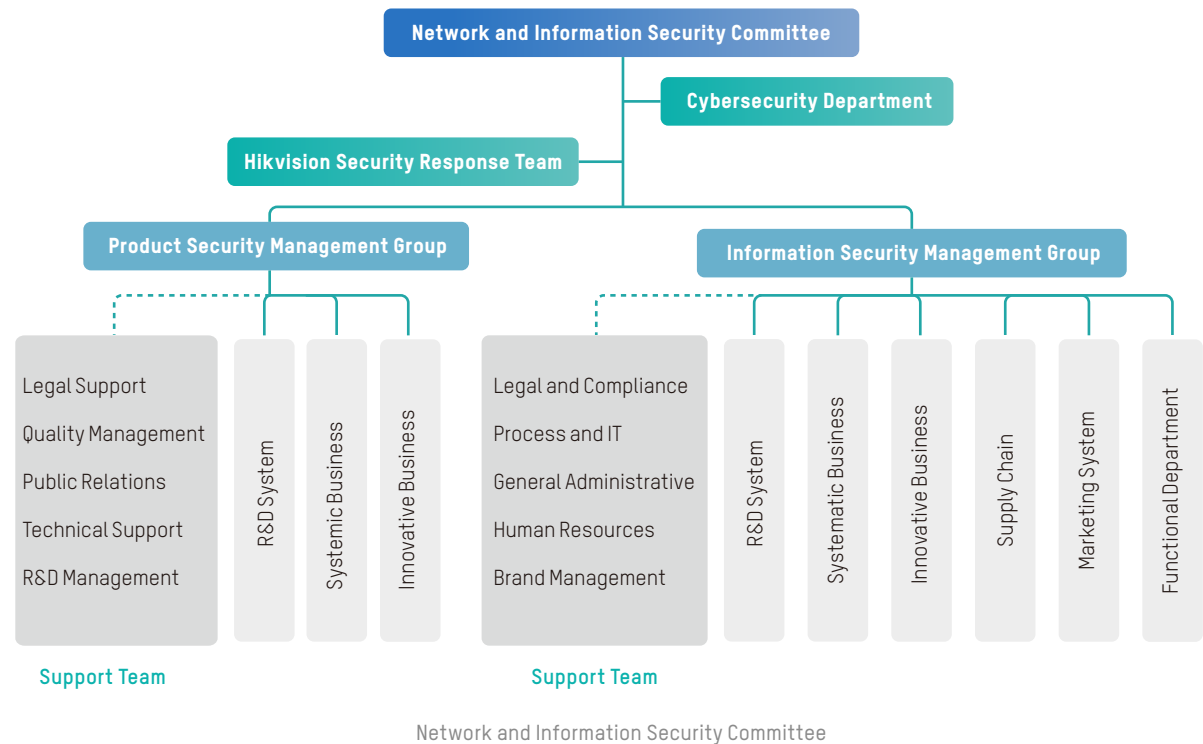 Network and Information Security Committee
Cybersecurity Department
Hikvision Security Response Team
Product Security Management Group
Information Security Management Group
Legal Support
Quality Management
Public Relations
Technical Support
R&D Management
R&D System
Systemic Business
Innovative Business
Legal and Compliance
Process and IT
General Administrative
Human Resources
Brand Management
R&D System
Systematic Business
Innovative Business
Supply Chain
Marketing System
Functional Department
Support Team
Support Team
Network and Information Security Committee